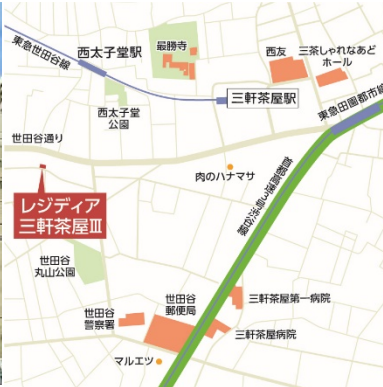 東急世田谷線
西太子堂駅
最勝寺
西友
三茶しゃれなあど
ホール
西太子堂
公園
三軒茶屋駅
東急田園都市線
世田谷通り
肉のハナマサ
首都高速3号渋谷線
レジディア
三軒茶屋Ⅲ
世田谷
丸山公園
世田谷
警察署
世田谷
郵便局
三軒茶屋第一病院
三軒茶屋病院
マルエツ